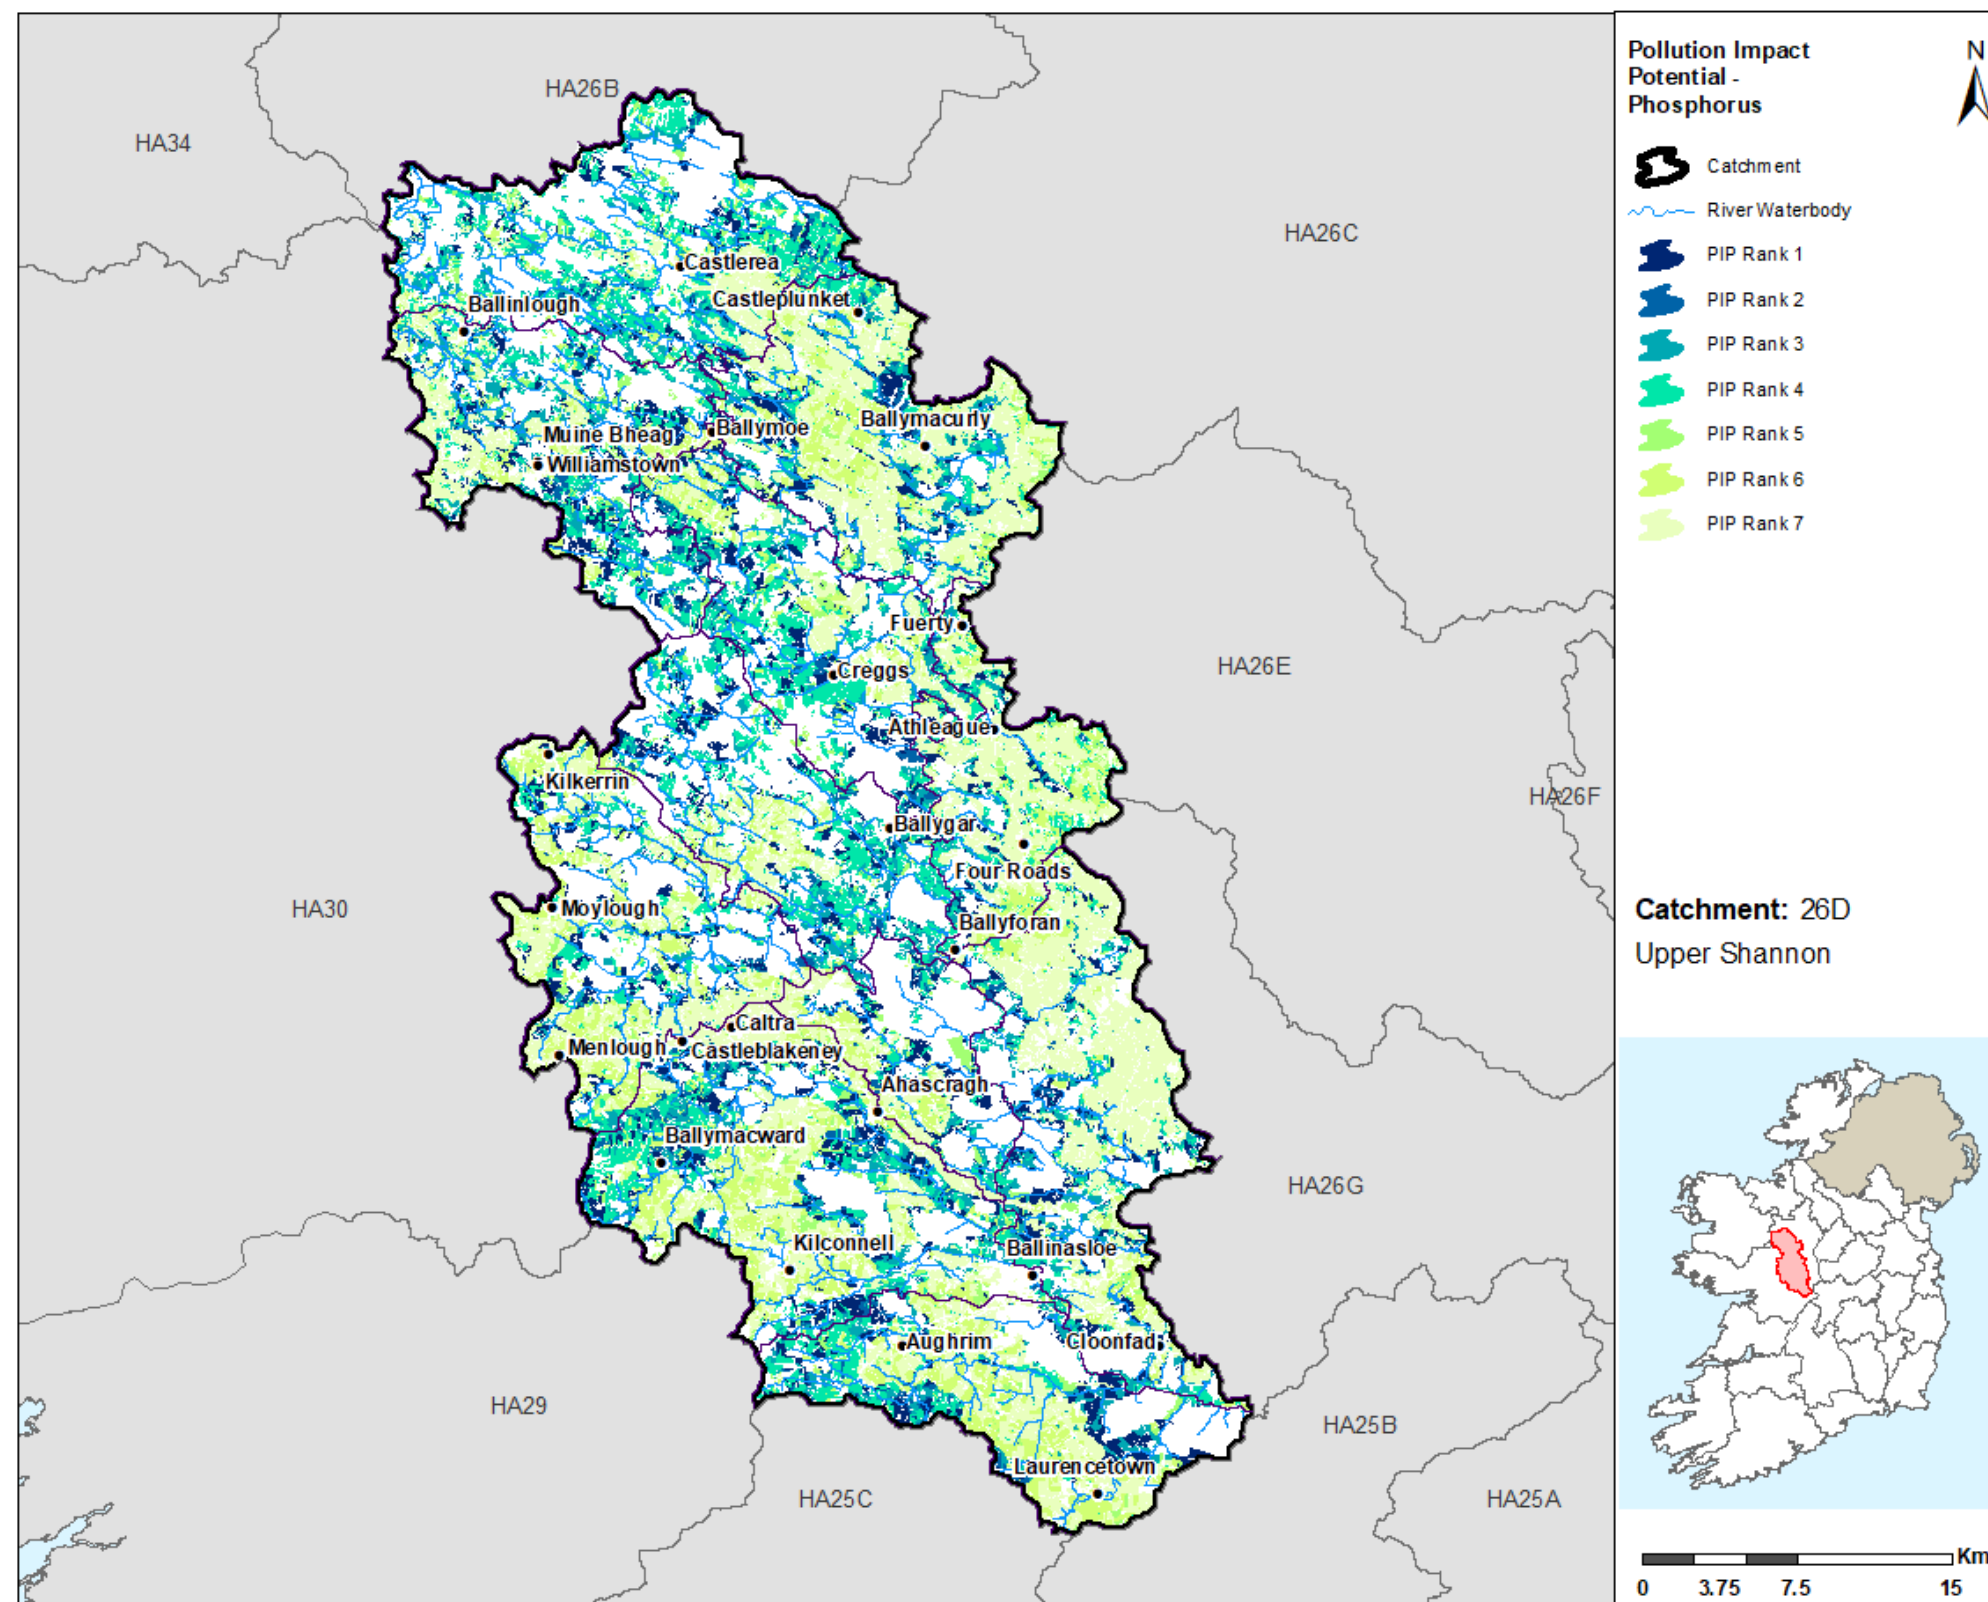 HA26B
HA34
HA26C
Castlerea
Castleplunket
Ballinlough
Ballymacurly
Ballymoe
Muine Bheag
Williamstown
Fuerty
HA26E
Creggs
Athleague
Kilkerrin
HA26F
Ballygar
Four Roads
HA30
Moylough
Ballyforan
Caltra
Menlough
Castleblakeney
Ahascragh
Ballymacward
HA26G
Kilconnell
Ballinasloe
Aughrim
Cloonfad
HA29
HA25B
Laurencetown
HA25C
HA25A
Pollution Impact
Potential -
Phosphorus
N
Catchment
River Waterbody
PIP Rank 1
PIP Rank 2
PIP Rank 3
PIP Rank 4
PIP Rank 5
PIP Rank 6
PIP Rank 7
Catchment: 26D
Upper Shannon
Km
0 3.75 7.5 15